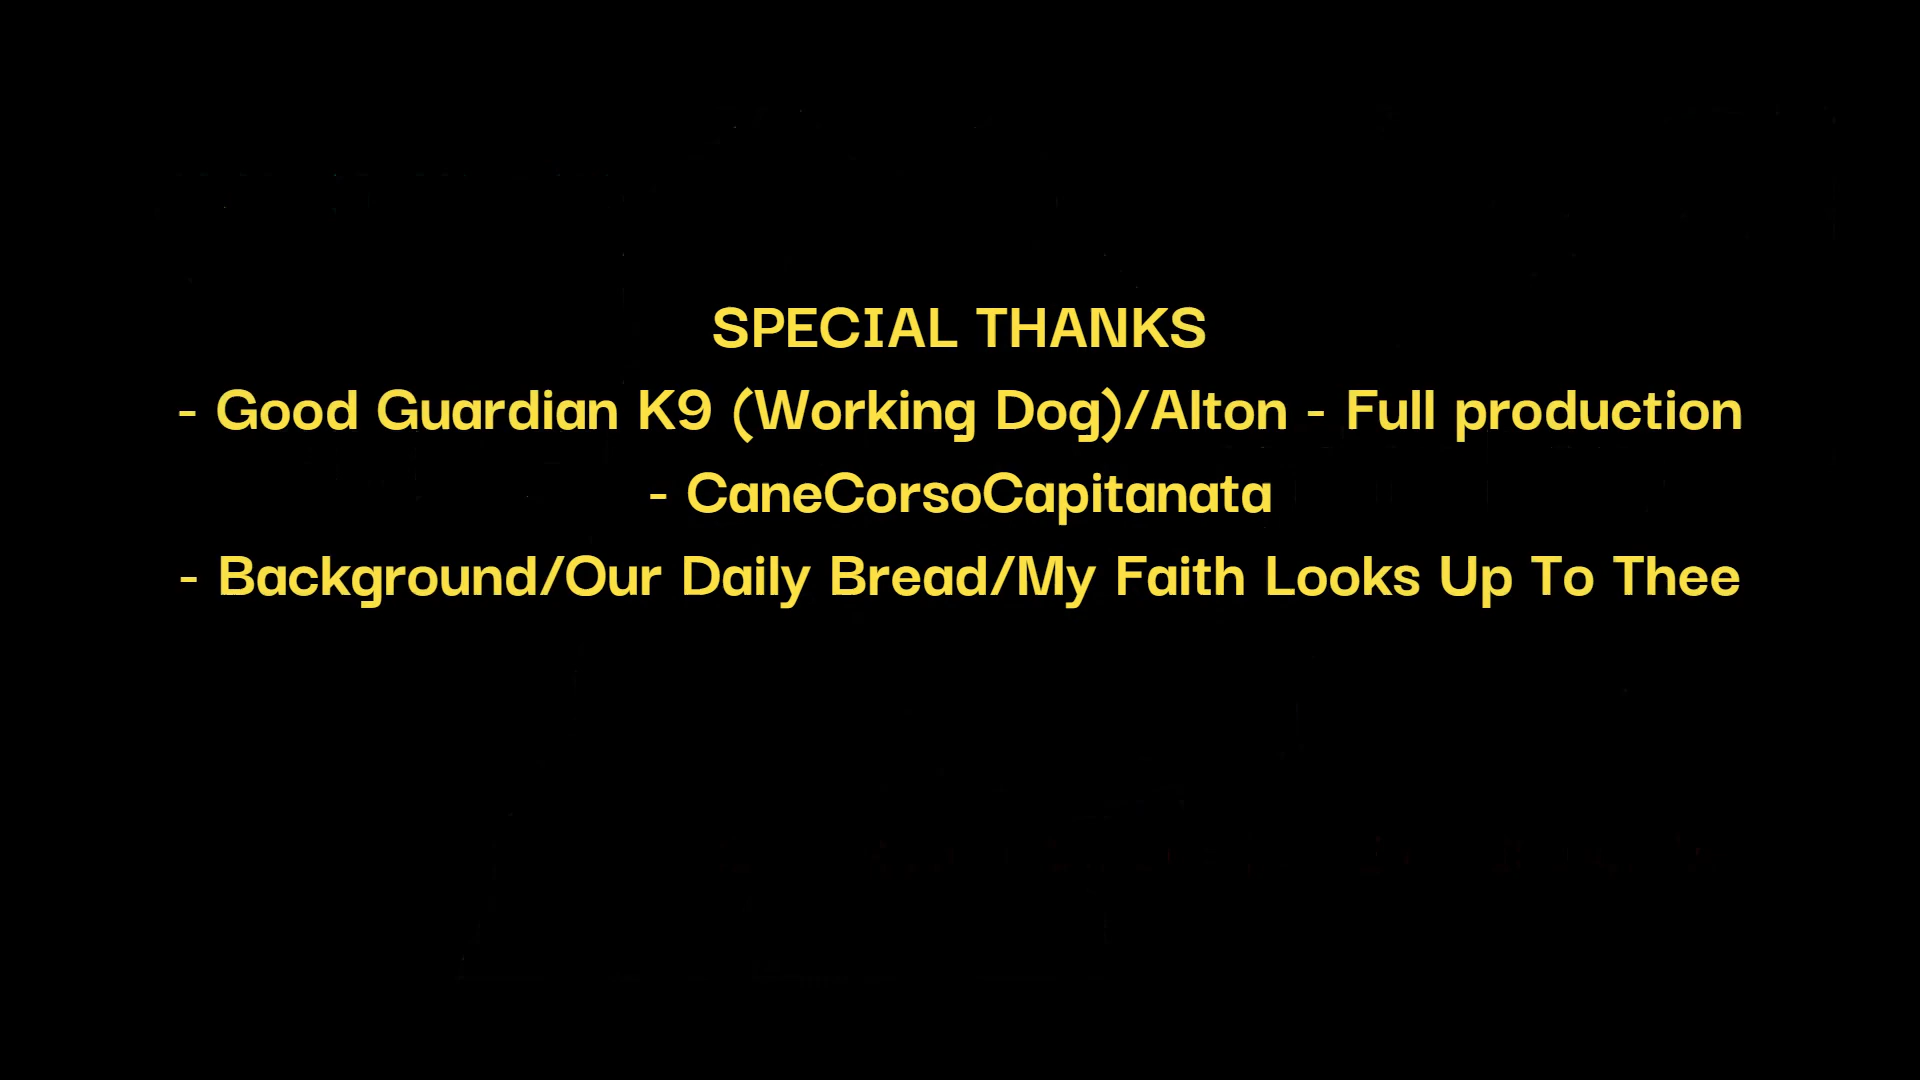 SPECIAL THANKS
- Good Guardian K9 (Working Dog)/Alton - Full production
- CaneCorsoCapitanata
- Background/Our Daily Bread/My Faith Looks Up To Thee